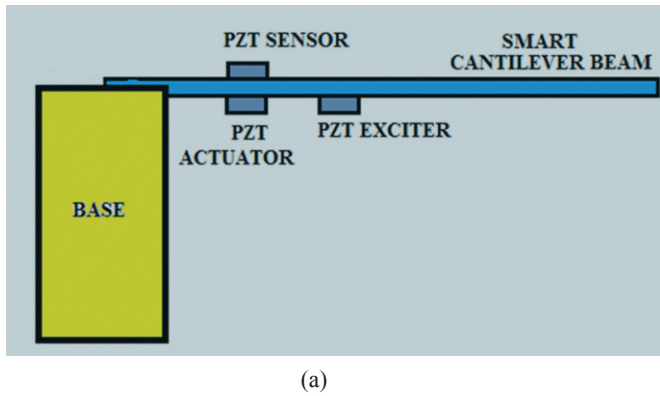 PZT SENSOR
SMART
CANTILEVER BEAM
PZT
ACTUATOR
PZT EXCITER
BASE
(a)